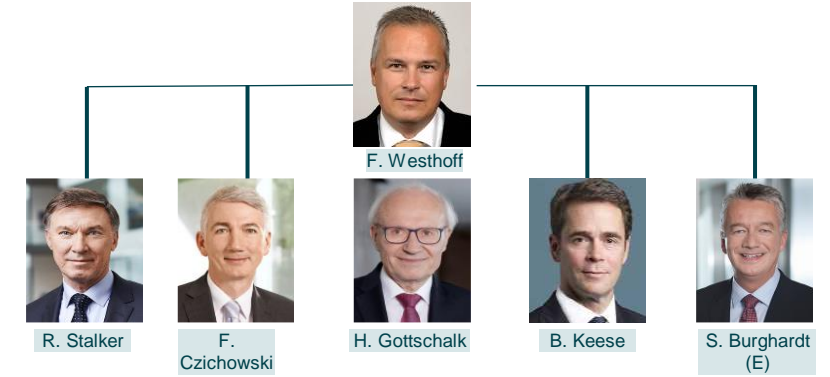 F. Westhoff
R. Stalker
F.
Czichowski
H. Gottschalk
B. Keese
S. Burghardt
(E)